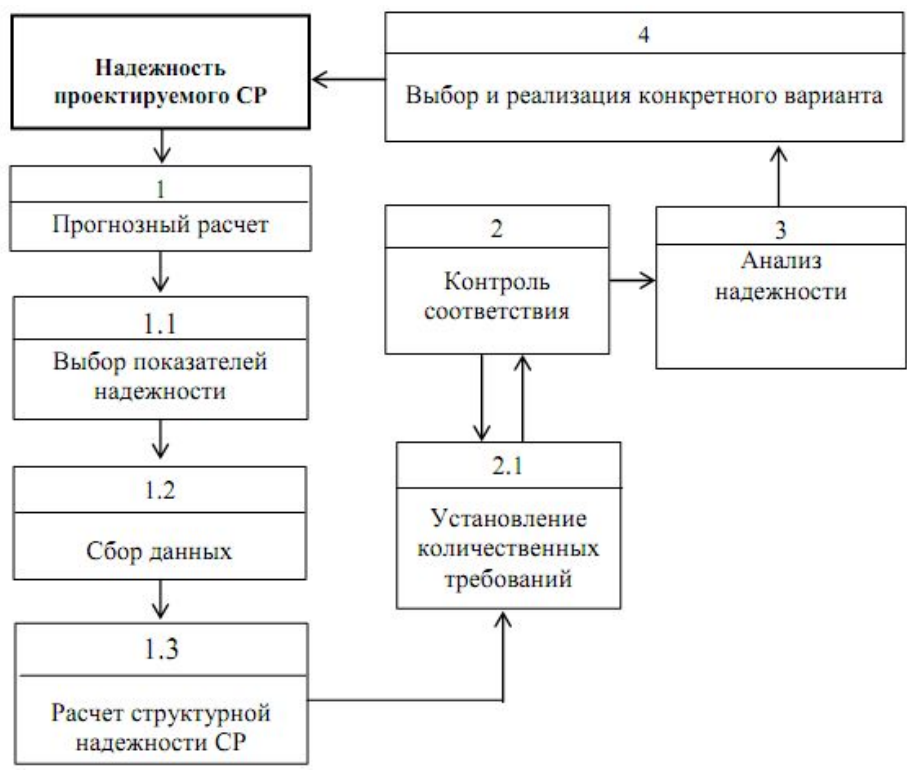 Надежность
проектируемого СР
1
Прогнозный расчет
1.1
Выбор показателей
надежности
1.2
Сбор данных
1.3
Расчет структурной
надежности СР
2.1
Установление
количественных
требований
2
Контроль
соответствия
3
Анализ
надежности
4
Выбор и реализация конкретного варианта